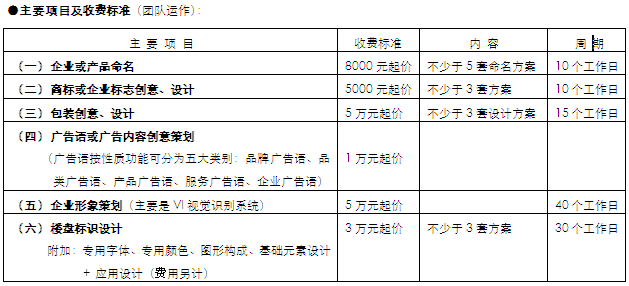 ●主要项目及收费标准（团队运作）：
主 要 项 目 收费标准 内 容 周 期
（一）企业或产品命名 8000 元起价 不少于 5 套命名方案 10 个工作日
（二）商标或企业标志创意、设计 5000 元起价 不少于 3 套方案 10 个工作日
（三）包装创意、设计 5 万元起价 不少于 3 套设计方案 15 个工作日
（四）广告语或广告内容创意策划
（广告语按性质功能可分为五大类别：品牌广告语、品 1 万元起价
类广告语、产品广告语、服务广告语、企业广告语）
（五）企业形象策划（主要是 VI 视觉识别系统） 5 万元起价 40 个工作日
（六）楼盘标识设计 3 万元起价 不少于 3 套方案 30 个工作日
附加：专用字体、专用颜色、图形构成、基础元素设计
+ 应用设计（费用另计）